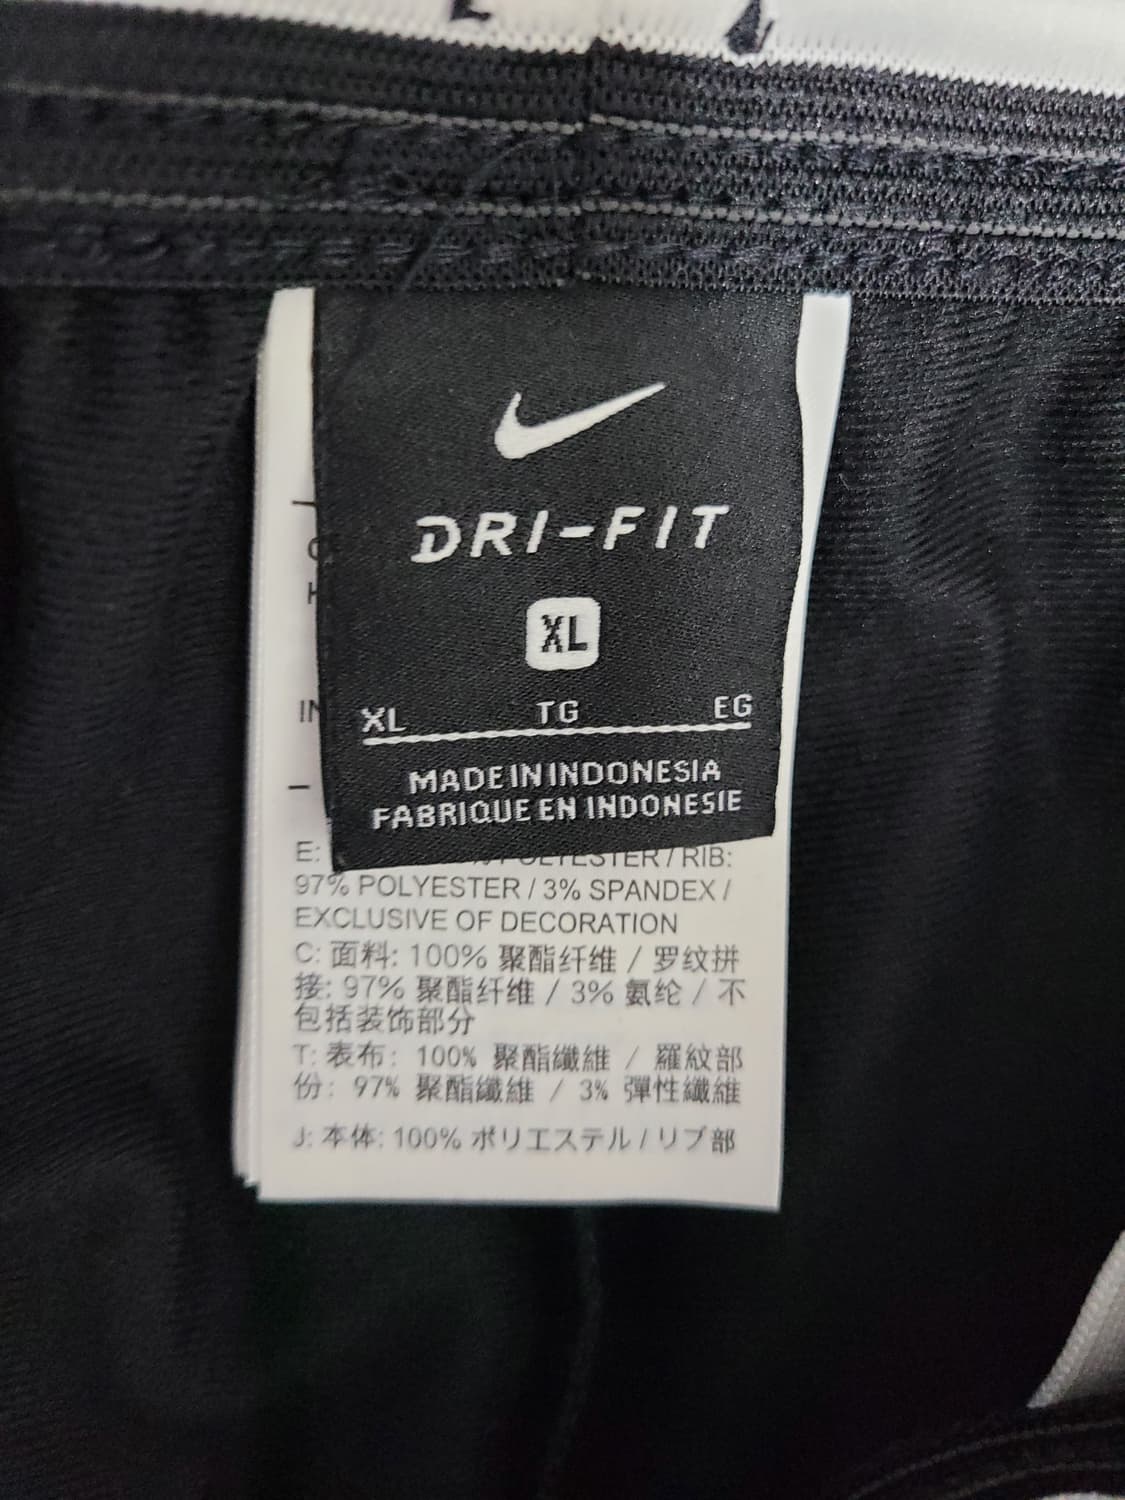 DRI-FIT
XL
XL TG EG
MADE IN INDONESIA
FABRIQUE EN INDONESIE
E: POLYESTER / RIB:
97% POLYESTER / 3% SPANDEX /
EXCLUSIVE OF DECORATION
C: 面料: 100% 聚酯纤维 / 罗纹拼
接: 97% 聚酯纤维 / 3% 氨纶 / 不
包括装饰部分
T: 表布: 100% 聚酯纖維 / 羅紋部
份: 97% 聚酯纖維 / 3% 彈性纖維
J: 本体: 100% ポリエステル / リブ部